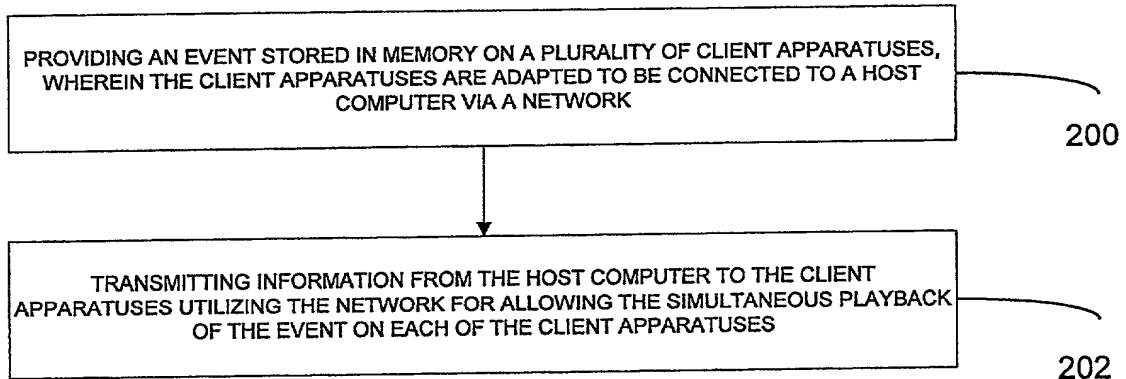 PROVIDING AN EVENT STORED IN MEMORY ON A PLURALITY OF CLIENT APPARATUSES,
WHEREIN THE CLIENT APPARATUSES ARE ADAPTED TO BE CONNECTED TO A HOST
COMPUTER VIA A NETWORK
200
TRANSMITTING INFORMATION FROM THE HOST COMPUTER TO THE CLIENT
APPARATUSES UTILIZING THE NETWORK FOR ALLOWING THE SIMULTANEOUS PLAYBACK
OF THE EVENT ON EACH OF THE CLIENT APPARATUSES
202